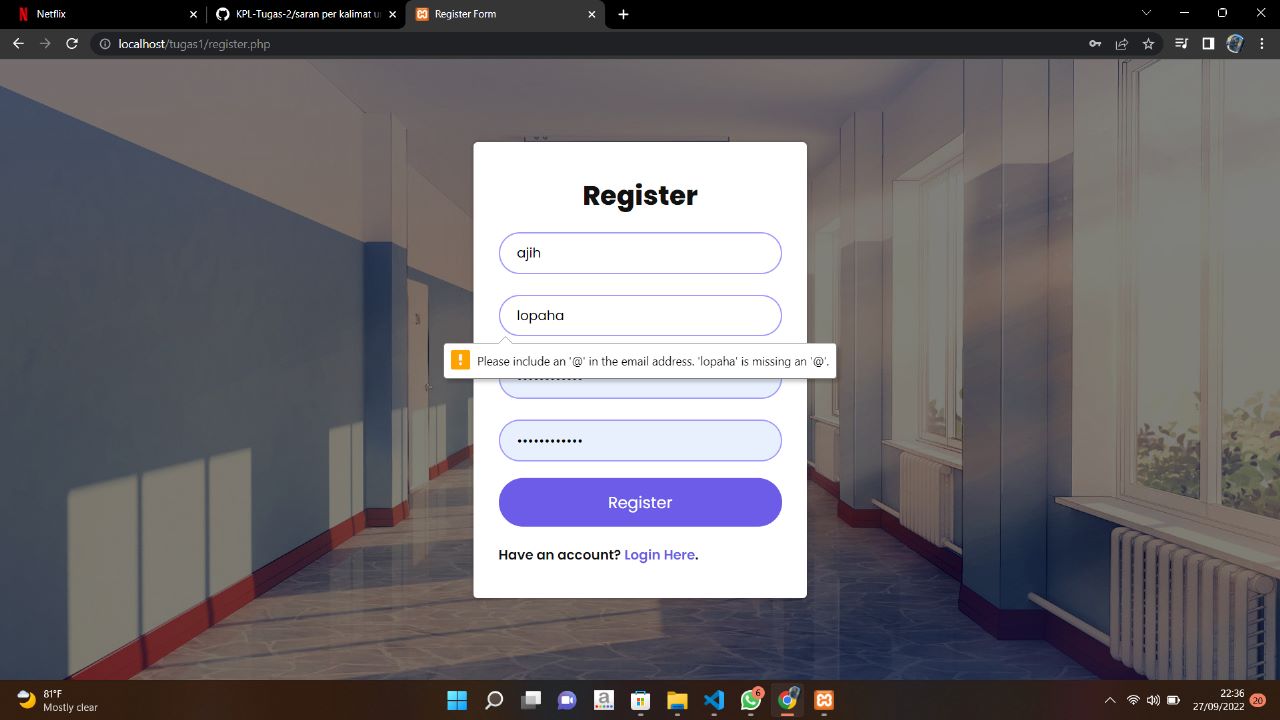 Netflix
KPL-Tugas-2/saran per kalimat u
Register Form
localhost/tugas1/register.php
Register
ajih
lopaha
Please include an '@' in the email address. 'lopaha' is missing an '@'.
Register
Have an account? Login Here.
81°F
Mostly clear
6
22:36
27/09/2022
20